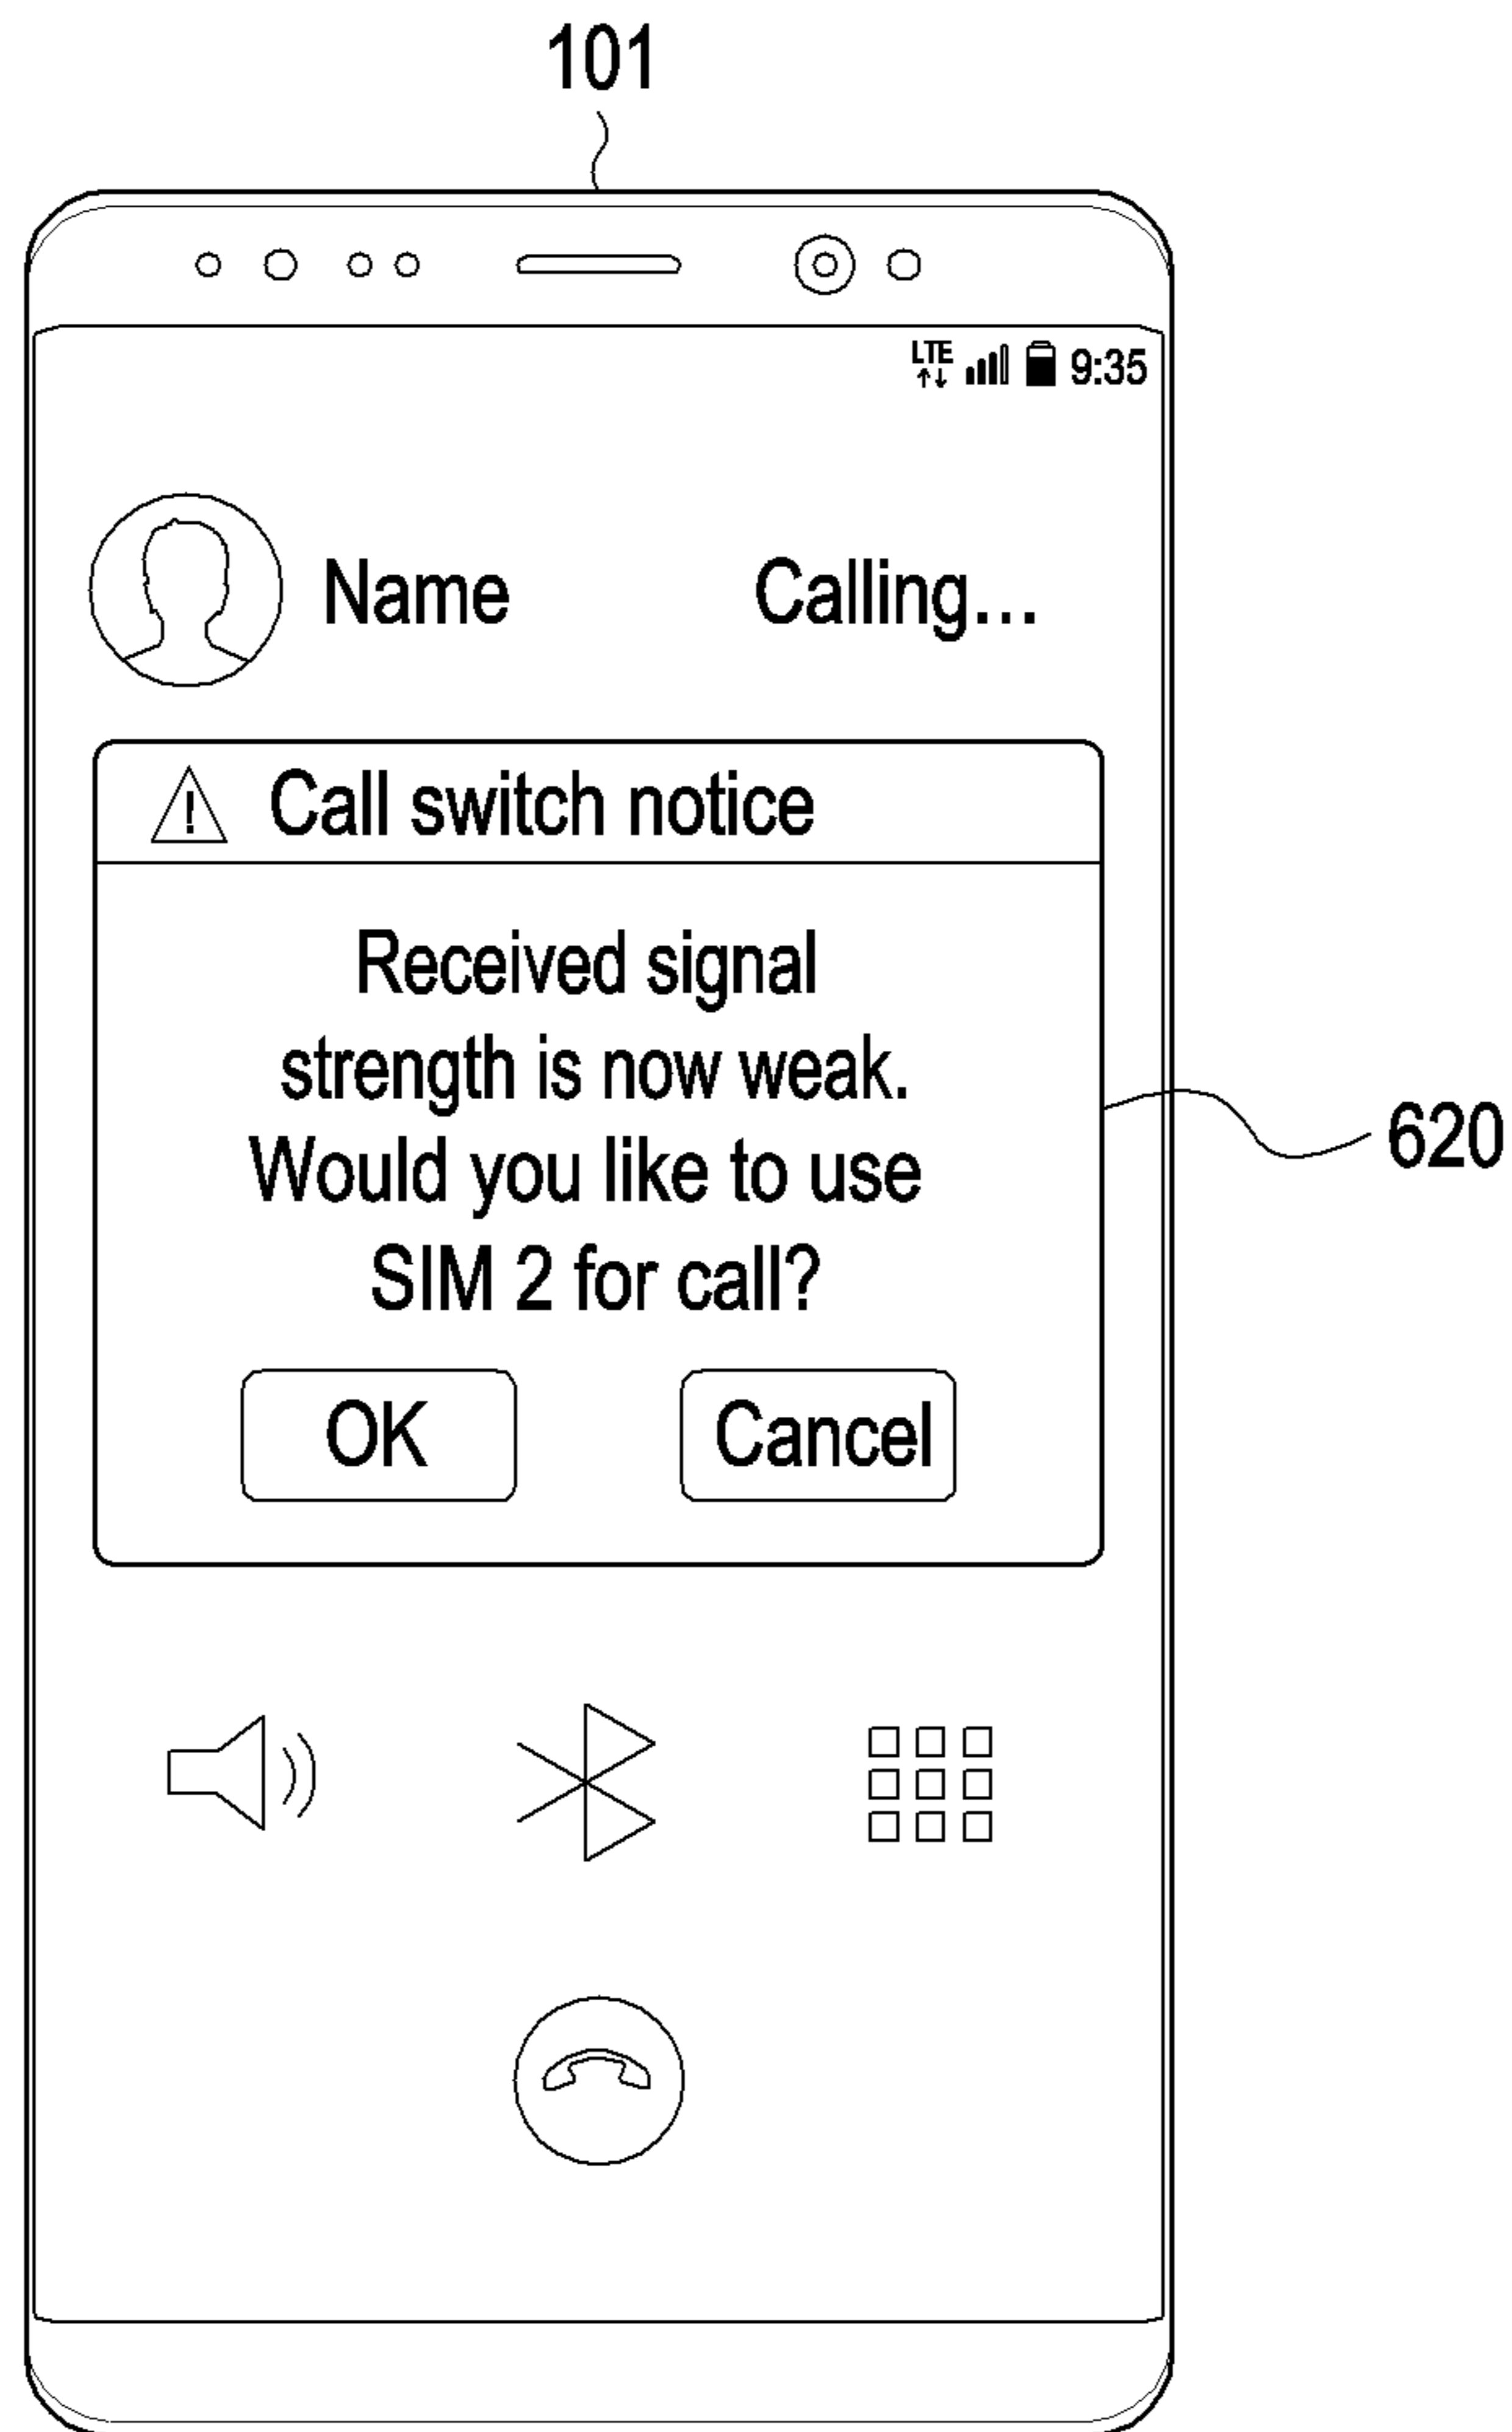 101
LTE 9:35
Name Calling...
! Call switch notice
Received signal
strength is now weak.
Would you like to use
SIM 2 for call?
620
OK Cancel